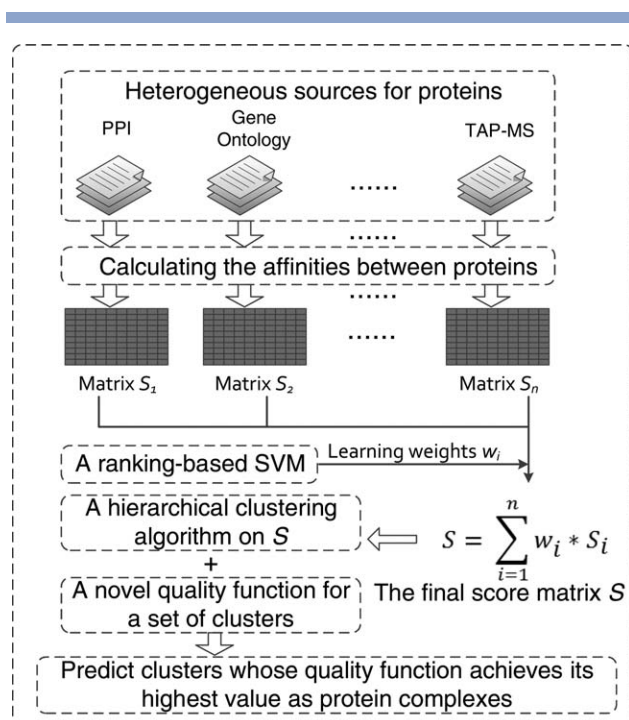 Heterogeneous sources for proteins
PPI
Gene
Ontology
TAP-MS
......
......
Calculating the affinities between proteins
......
......
Matrix S₁
Matrix S₂
Matrix Sₙ
A ranking-based SVM
Learning weights wᵢ
A hierarchical clustering
algorithm on S
S = ∑ᵢ₌₁ⁿ wᵢ * Sᵢ
+
The final score matrix S
A novel quality function for
a set of clusters
Predict clusters whose quality function achieves its
highest value as protein complexes